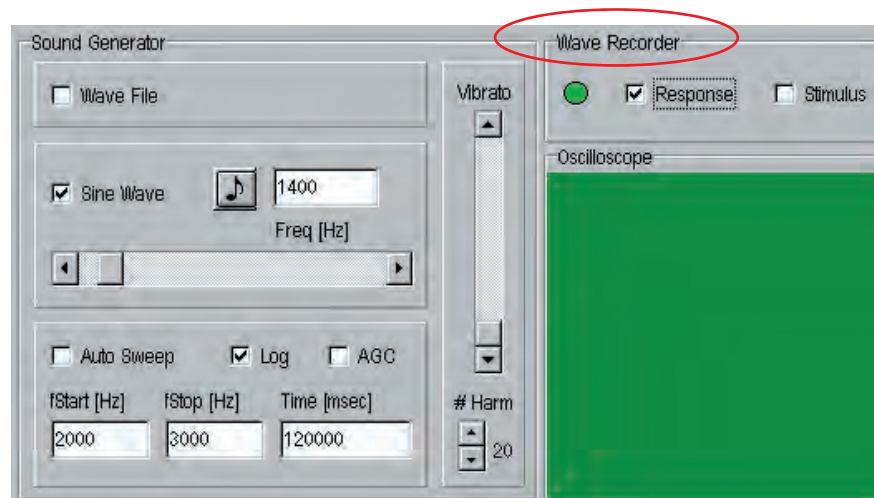 Sound Generator
Wave File
Sine Wave
1400
Freq [Hz]
Auto Sweep Log AGC
fStart [Hz] fStop [Hz] Time [msec]
2000 3000 120000
Vibrato
# Harm
20
Wave Recorder
Response Stimulus
Oscilloscope